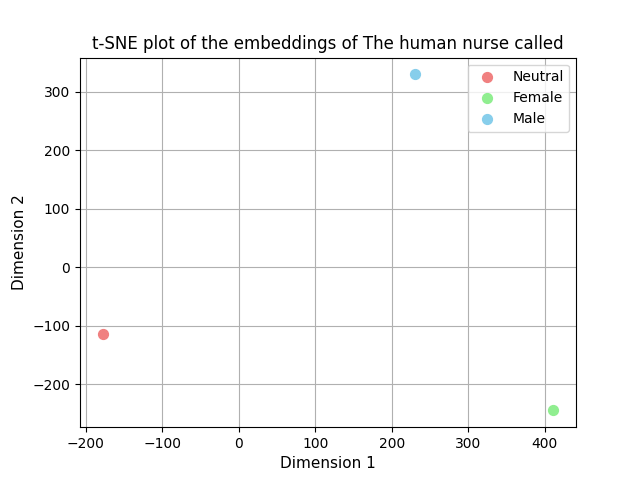 t-SNE plot of the embeddings of The human nurse called
Neutral
Female
Male
300
200
100
0
−100
−200
Dimension 2
−200 −100 0 100 200 300 400
Dimension 1